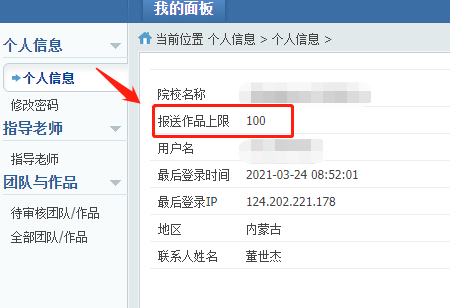 我的面板
个人信息
当前位置 个人信息 > 个人信息 >
个人信息
修改密码
指导老师
指导老师
团队与作品
待审核团队/作品
全部团队/作品
院校名称
报送作品上限 100
用户名
最后登录时间 2021-03-24 08:52:01
最后登录IP 124.202.221.178
地区 内蒙古
联系人姓名 董世杰